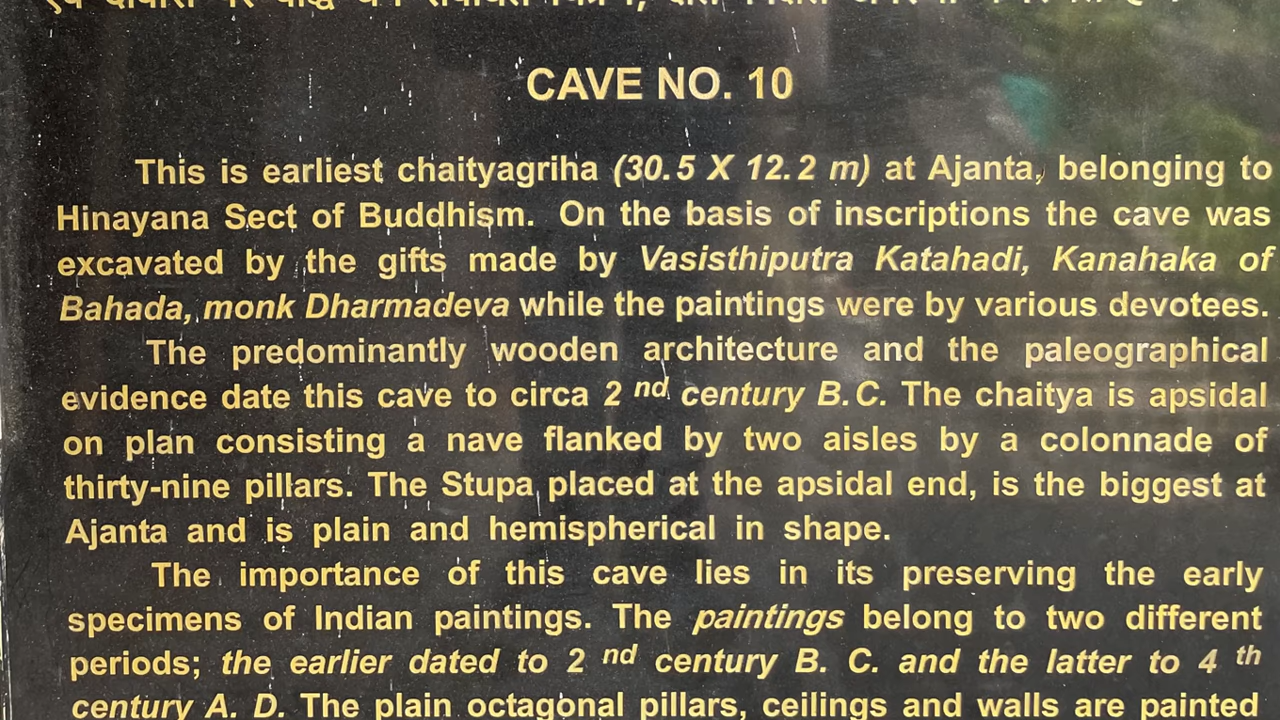 CAVE NO. 10
This is earliest chaityagriha (30.5 X 12.2 m) at Ajanta, belonging to
Hinayana Sect of Buddhism. On the basis of inscriptions the cave was
excavated by the gifts made by Vasisthiputra Katahadi, Kanahaka of
Bahada, monk Dharmadeva while the paintings were by various devotees.
The predominantly wooden architecture and the paleographical
evidence date this cave to circa 2 nd century B.C. The chaitya is apsidal
on plan consisting a nave flanked by two aisles by a colonnade of
thirty-nine pillars. The Stupa placed at the apsidal end, is the biggest at
Ajanta and is plain and hemispherical in shape.
The importance of this cave lies in its preserving the early
specimens of Indian paintings. The paintings belong to two different
periods; the earlier dated to 2 nd century B. C. and the latter to 4 th
century A. D. The plain octagonal pillars, ceilings and walls are painted